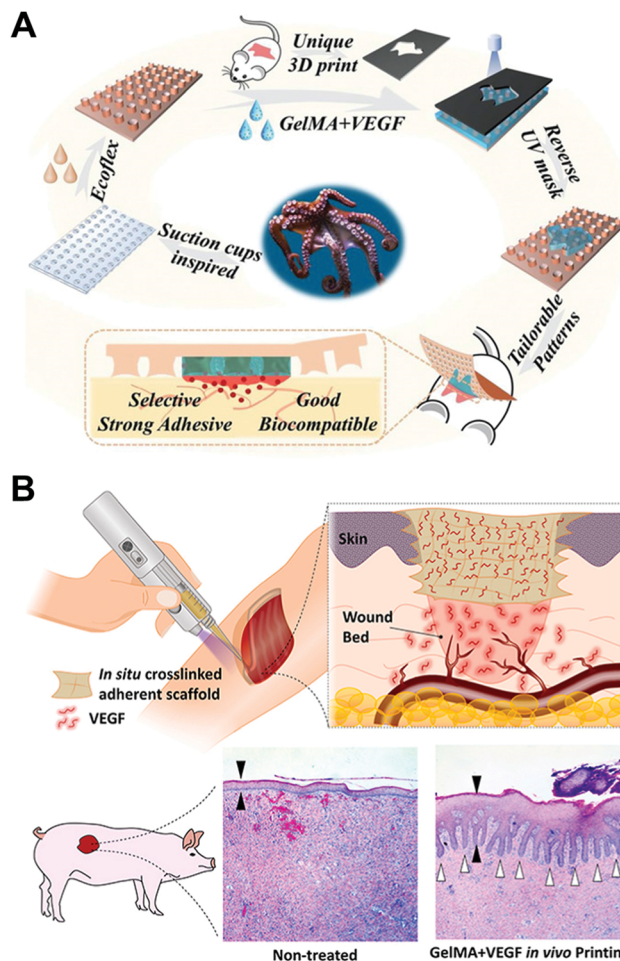 A
Unique
3D print
GelMA+VEGF
Reverse
UV mask
Ecoflex
Suction cups
inspired
Tailorable
Patterns
Selective
Strong Adhesive
Good
Biocompatible
B
Skin
Wound
Bed
In situ crosslinked
adherent scaffold
VEGF
Non-treated
GelMA+VEGF in vivo Printin